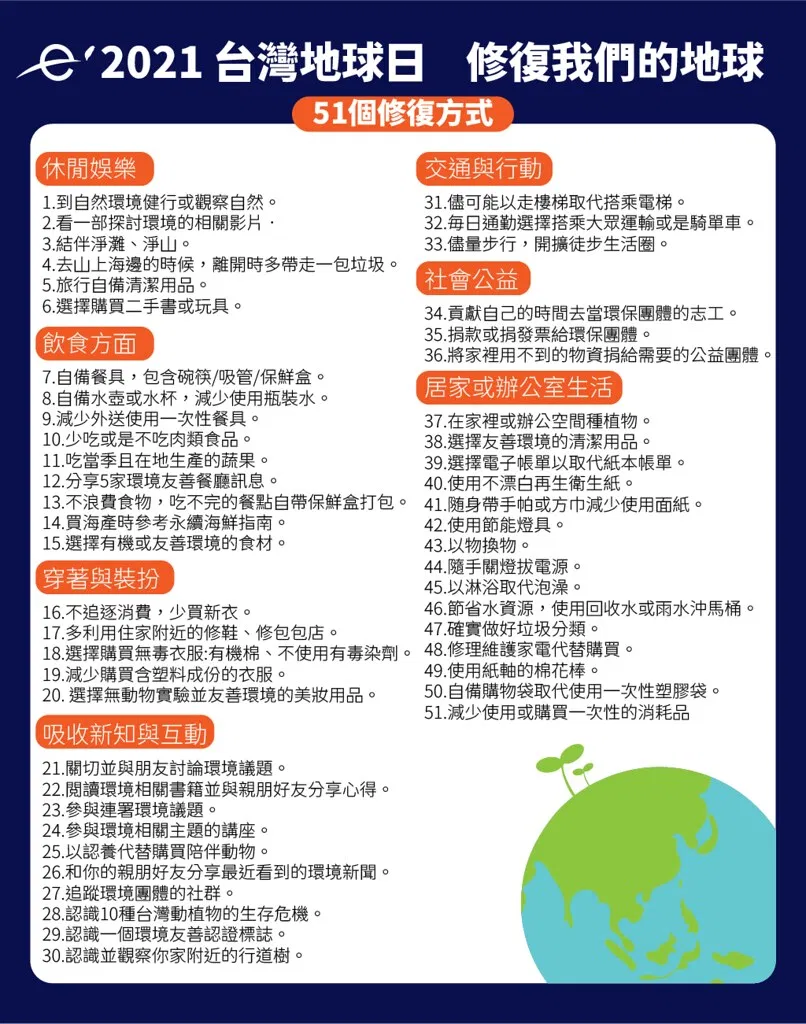 e' 2021 台灣地球日 修復我們的地球
51個修復方式
休閒娛樂
1.到自然環境健行或觀察自然。
2.看一部探討環境的相關影片．
3.結伴淨灘、淨山。
4.去山上海邊的時候，離開時多帶走一包垃圾。
5.旅行自備清潔用品。
6.選擇購買二手書或玩具。
飲食方面
7.自備餐具，包含碗筷/吸管/保鮮盒。
8.自備水壺或水杯，減少使用瓶裝水。
9.減少外送使用一次性餐具。
10.少吃或是不吃肉類食品。
11.吃當季且在地生產的蔬果。
12.分享5家環境友善餐廳訊息。
13.不浪費食物，吃不完的餐點自帶保鮮盒打包。
14.買海產時參考永續海鮮指南。
15.選擇有機或友善環境的食材。
穿著與裝扮
16.不追逐消費，少買新衣。
17.多利用住家附近的修鞋、修包包店。
18.選擇購買無毒衣服:有機棉、不使用有毒染劑。
19.減少購買含塑料成份的衣服。
20. 選擇無動物實驗並友善環境的美妝用品。
吸收新知與互動
21.關切並與朋友討論環境議題。
22.閱讀環境相關書籍並與親朋好友分享心得。
23.參與連署環境議題。
24.參與環境相關主題的講座。
25.以認養代替購買陪伴動物。
26.和你的親朋好友分享最近看到的環境新聞。
27.追蹤環境團體的社群。
28.認識10種台灣動植物的生存危機。
29.認識一個環境友善認證標誌。
30.認識並觀察你家附近的行道樹。
交通與行動
31.儘可能以走樓梯取代搭乘電梯。
32.每日通勤選擇搭乘大眾運輸或是騎單車。
33.儘量步行，開擴徒步生活圈。
社會公益
34.貢獻自己的時間去當環保團體的志工。
35.捐款或捐發票給環保團體。
36.將家裡用不到的物資捐給需要的公益團體。
居家或辦公室生活
37.在家裡或辦公空間種植物。
38.選擇友善環境的清潔用品。
39.選擇電子帳單以取代紙本帳單。
40.使用不漂白再生衛生紙。
41.隨身帶手帕或方巾減少使用面紙。
42.使用節能燈具。
43.以物換物。
44.隨手關燈拔電源。
45.以淋浴取代泡澡。
46.節省水資源，使用回收水或雨水沖馬桶。
47.確實做好垃圾分類。
48.修理維護家電代替購買。
49.使用紙軸的棉花棒。
50.自備購物袋取代使用一次性塑膠袋。
51.減少使用或購買一次性的消耗品